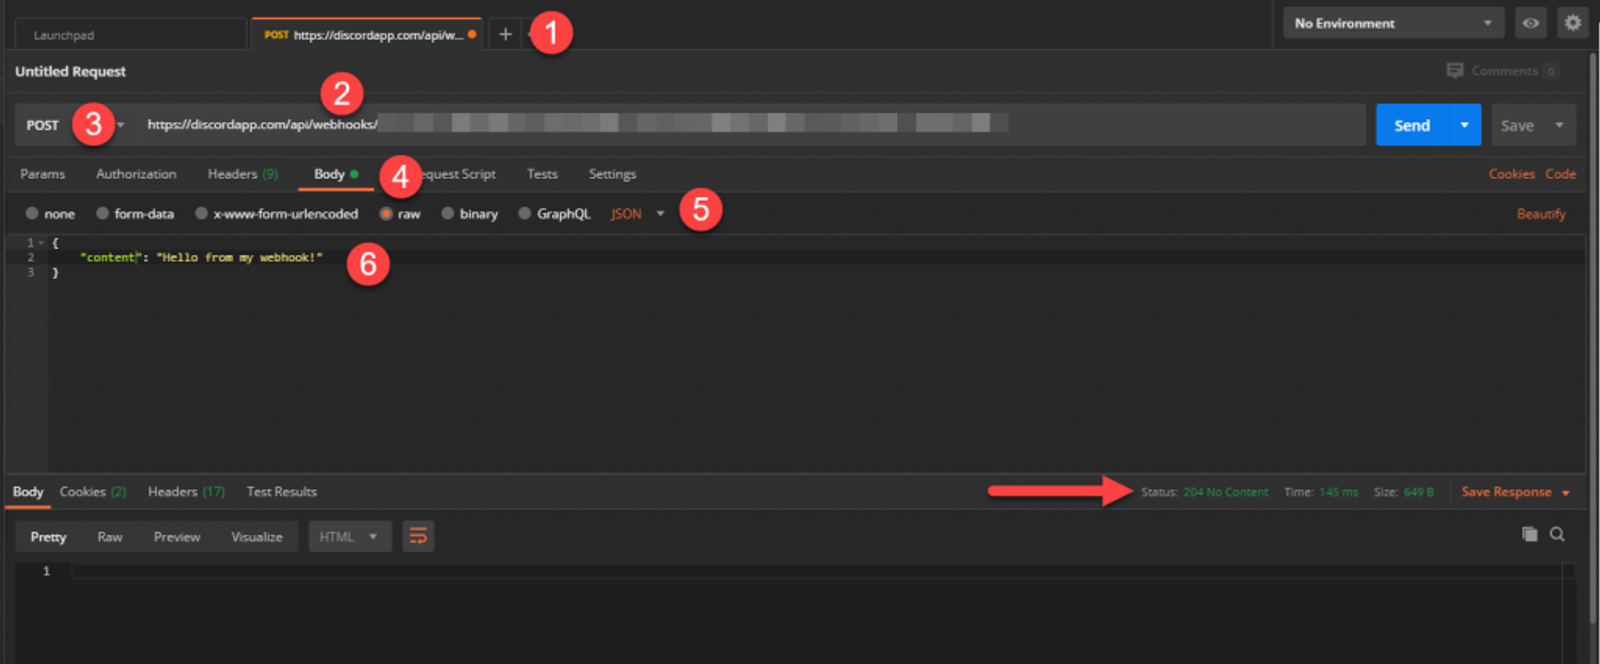 Launchpad
POST https://discordapp.com/api/w...
+
1
No Environment
Untitled Request
Comments 0
2
POST
3
https://discordapp.com/api/webhooks/
Send
Save
Params Authorization Headers (9) Body
4
equest Script Tests Settings
Cookies Code
none form-data x-www-form-urlencoded raw binary GraphQL JSON
5
Beautify
1 {
2 "content": "Hello from my webhook!"
6
3 }
Body Cookies (2) Headers (17) Test Results
Status: 204 No Content Time: 145 ms Size: 649 B Save Response
Pretty Raw Preview Visualize HTML
1